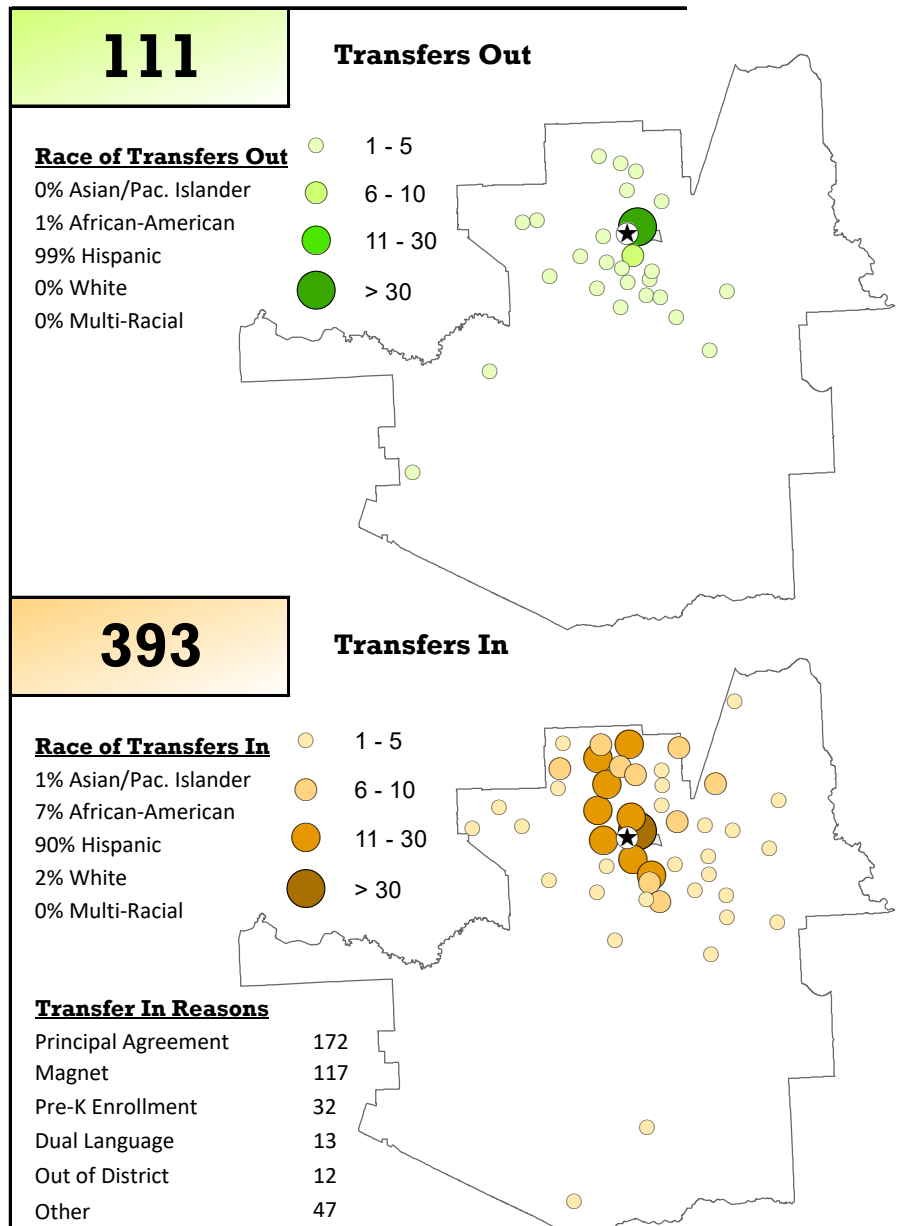 111
Transfers Out
Race of Transfers Out
0% Asian/Pac. Islander
1% African-American
99% Hispanic
0% White
0% Multi-Racial
1 - 5
6 - 10
11 - 30
> 30
393
Transfers In
Race of Transfers In
1% Asian/Pac. Islander
7% African-American
90% Hispanic
2% White
0% Multi-Racial
1 - 5
6 - 10
11 - 30
> 30
Transfer In Reasons
Principal Agreement 172
Magnet 117
Pre-K Enrollment 32
Dual Language 13
Out of District 12
Other 47